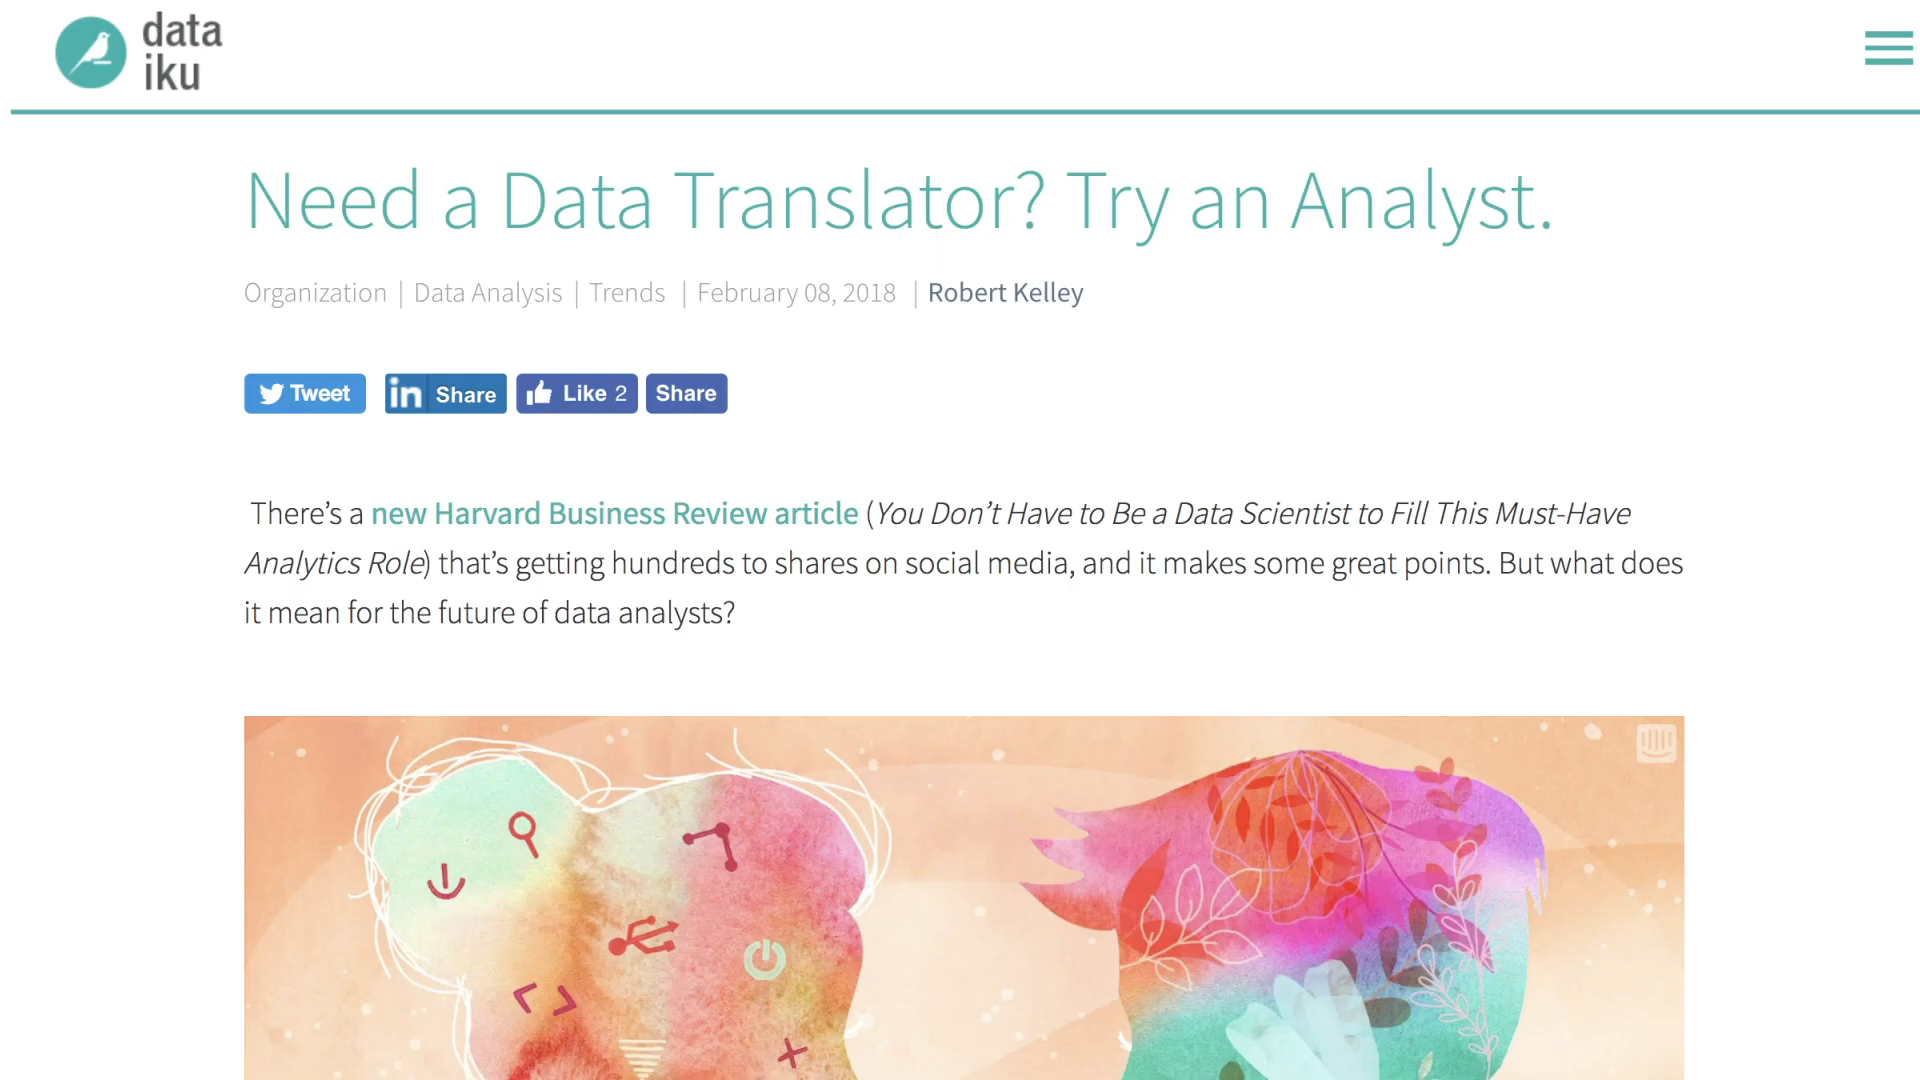 data
iku
Need a Data Translator? Try an Analyst.
Organization | Data Analysis | Trends | February 08, 2018 | Robert Kelley
Tweet in Share Like 2 Share
There’s a new Harvard Business Review article (You Don’t Have to Be a Data Scientist to Fill This Must-Have
Analytics Role) that’s getting hundreds to shares on social media, and it makes some great points. But what does
it mean for the future of data analysts?